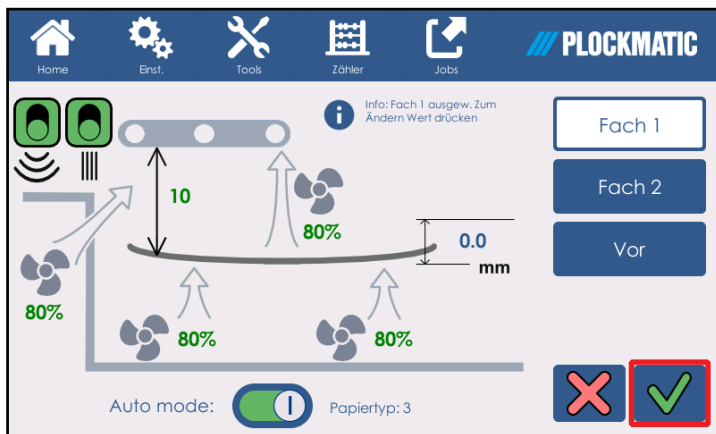 Home
Einst.
Tools
Zähler
Jobs
PLOCKMATIC
Info: Fach 1 ausgew. Zum
Ändern Wert drücken
Fach 1
Fach 2
Vor
10
80%
0.0
mm
80%
80%
80%
Auto mode:
Papiertyp: 3